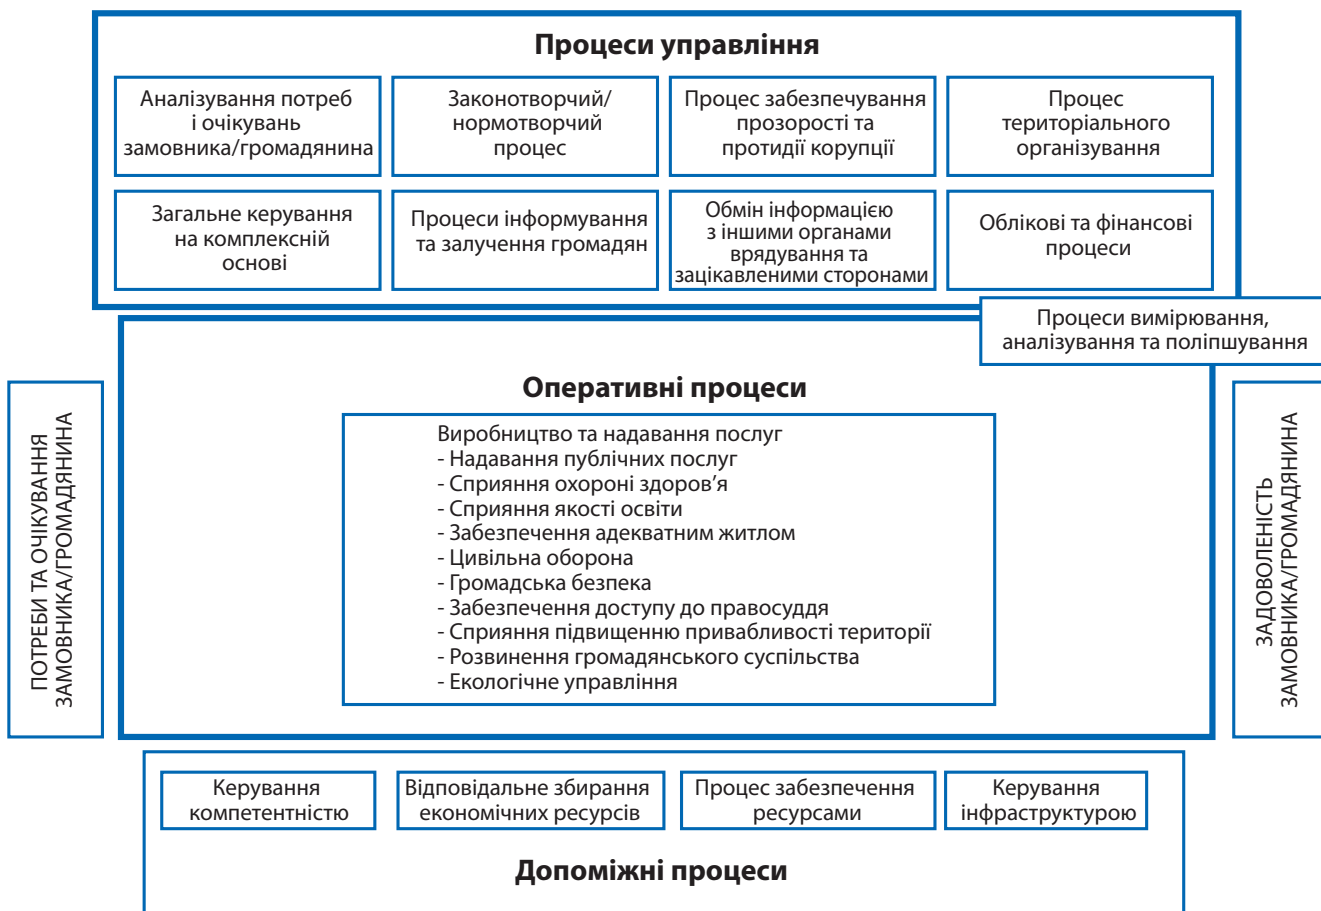 Процеси управління
Аналізування потреб
і очікувань
замовника/громадянина
Законотворчий/
нормотворчий
процес
Процес забезпечування
прозорості та
протидії корупції
Процес
територіального
організування
Загальне керування
на комплексній
основі
Процеси інформування
та залучення громадян
Обмін інформацією
з іншими органами
врядування та
зацікавленими сторонами
Облікові та фінансові
процеси
Процеси вимірювання,
аналізування та поліпшування
ПОТРЕБИ ТА ОЧІКУВАННЯ
ЗАМОВНИКА/ГРОМАДЯНИНА
Оперативні процеси
Виробництво та надавання послуг
- Надавання публічних послуг
- Сприяння охороні здоров’я
- Сприяння якості освіти
- Забезпечення адекватним житлом
- Цивільна оборона
- Громадська безпека
- Забезпечення доступу до правосуддя
- Сприяння підвищенню привабливості території
- Розвинення громадянського суспільства
- Екологічне управління
ЗАДОВОЛЕНІСТЬ
ЗАМОВНИКА/ГРОМАДЯНИНА
Керування
компетентністю
Відповідальне збирання
економічних ресурсів
Процес забезпечення
ресурсами
Керування
інфраструктурою
Допоміжні процеси